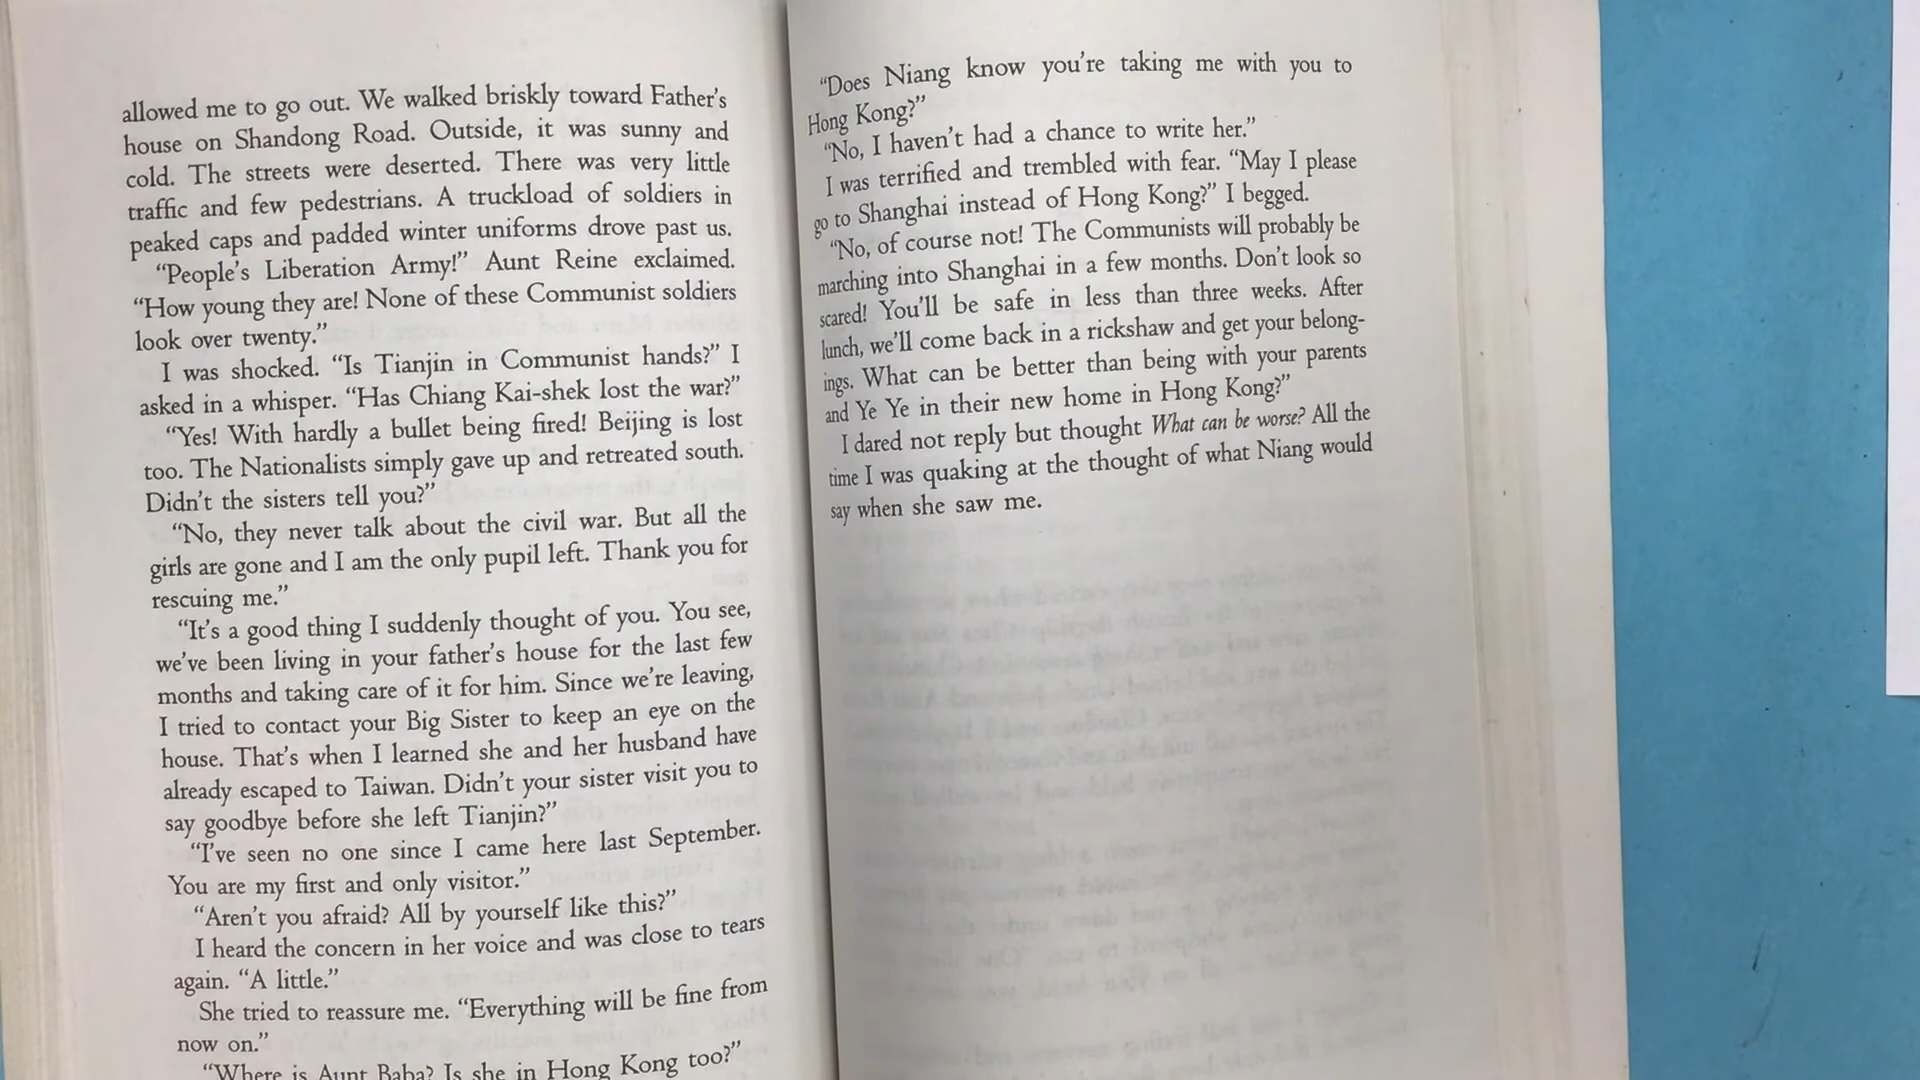 allowed me to go out. We walked briskly toward Father's
house on Shandong Road. Outside, it was sunny and
cold. The streets were deserted. There was very little
traffic and few pedestrians. A truckload of soldiers in
peaked caps and padded winter uniforms drove past us.
“People's Liberation Army!” Aunt Reine exclaimed.
“How young they are! None of these Communist soldiers
look over twenty.”
I was shocked. “Is Tianjin in Communist hands?” I
asked in a whisper. “Has Chiang Kai-shek lost the war?”
“Yes! With hardly a bullet being fired! Beijing is lost
too. The Nationalists simply gave up and retreated south.
Didn't the sisters tell you?”
“No, they never talk about the civil war. But all the
girls are gone and I am the only pupil left. Thank you for
rescuing me.”
“It's a good thing I suddenly thought of you. You see,
we've been living in your father's house for the last few
months and taking care of it for him. Since we're leaving,
I tried to contact your Big Sister to keep an eye on the
house. That's when I learned she and her husband have
already escaped to Taiwan. Didn't your sister visit you to
say goodbye before she left Tianjin?”
“I've seen no one since I came here last September.
You are my first and only visitor.”
“Aren't you afraid? All by yourself like this?”
I heard the concern in her voice and was close to tears
again. “A little.”
She tried to reassure me. “Everything will be fine from
now on.”
“Where is Aunt Baba? Is she in Hong Kong too?”
“Does Niang know you're taking me with you to
Hong Kong?”
“No, I haven't had a chance to write her.”
I was terrified and trembled with fear. “May I please
go to Shanghai instead of Hong Kong?” I begged.
“No, of course not! The Communists will probably be
marching into Shanghai in a few months. Don't look so
scared! You'll be safe in less than three weeks. After
lunch, we'll come back in a rickshaw and get your belong-
ings. What can be better than being with your parents
and Ye Ye in their new home in Hong Kong?”
I dared not reply but thought What can be worse? All the
time I was quaking at the thought of what Niang would
say when she saw me.